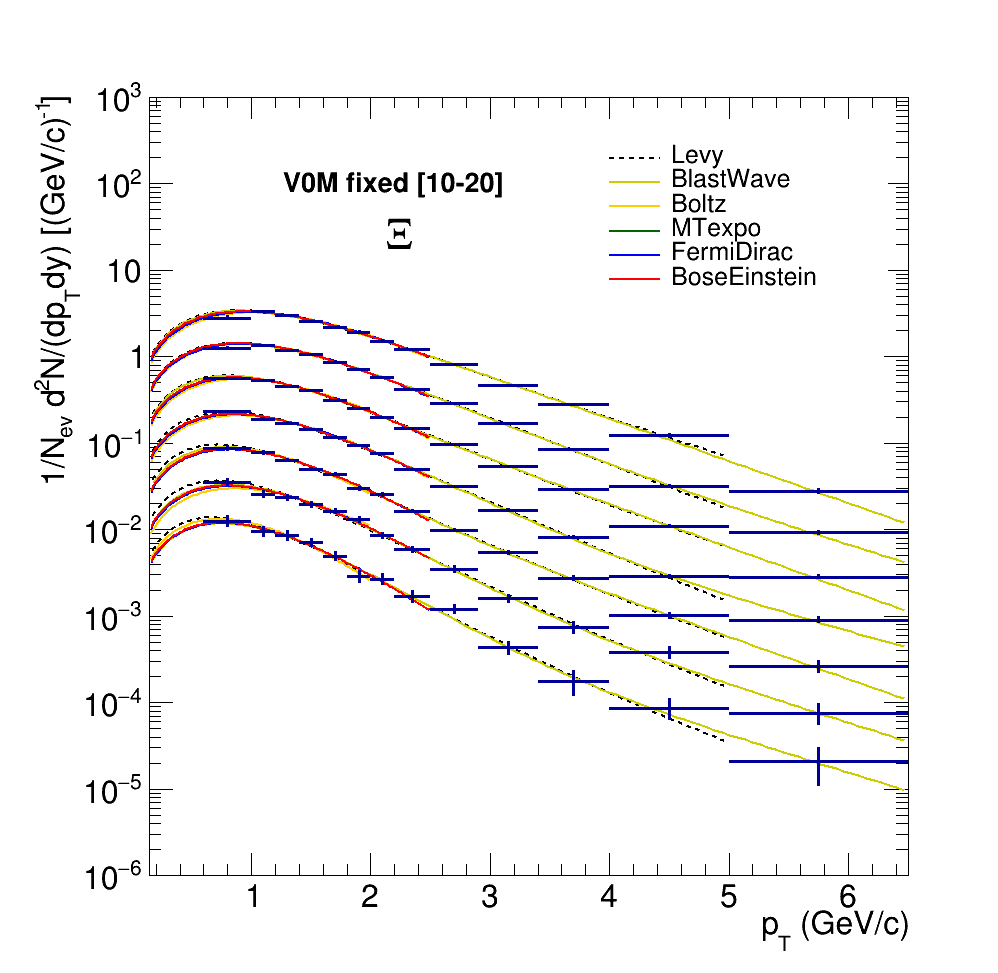 1/N_ev d²N/(dp_T dy) [(GeV/c)⁻¹]
10³
10²
10
1
10⁻¹
10⁻²
10⁻³
10⁻⁴
10⁻⁵
10⁻⁶
V0M fixed [10-20]
Ξ
Levy
BlastWave
Boltz
MTexpo
FermiDirac
BoseEinstein
1 2 3 4 5 6
p_T (GeV/c)